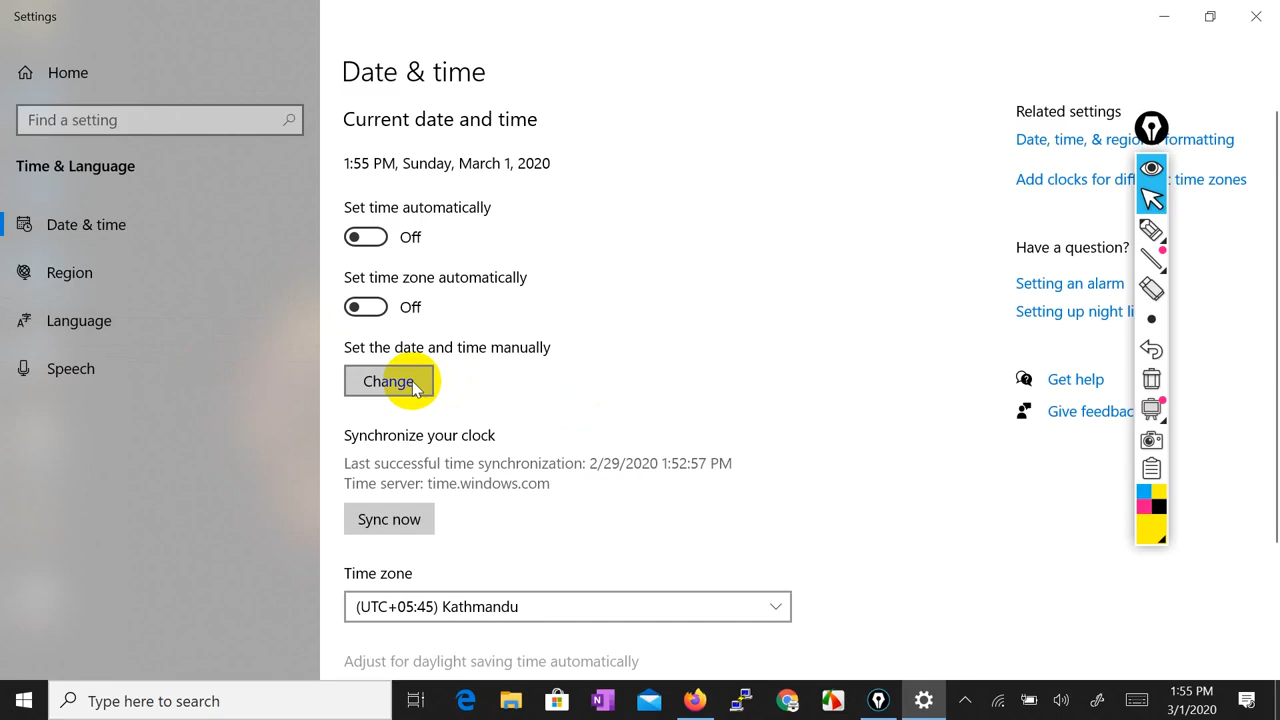 Settings
Home
Find a setting
Time & Language
Date & time
Region
Language
Speech
Date & time
Current date and time
1:55 PM, Sunday, March 1, 2020
Set time automatically
Off
Set time zone automatically
Off
Set the date and time manually
Change
Synchronize your clock
Last successful time synchronization: 2/29/2020 1:52:57 PM
Time server: time.windows.com
Sync now
Time zone
(UTC+05:45) Kathmandu
Adjust for daylight saving time automatically
Related settings
Date, time, & regio formatting
Add clocks for diff t time zones
Have a question?
Setting an alarm
Setting up night li
Get help
Give feedbac
Type here to search
1:55 PM
3/1/2020